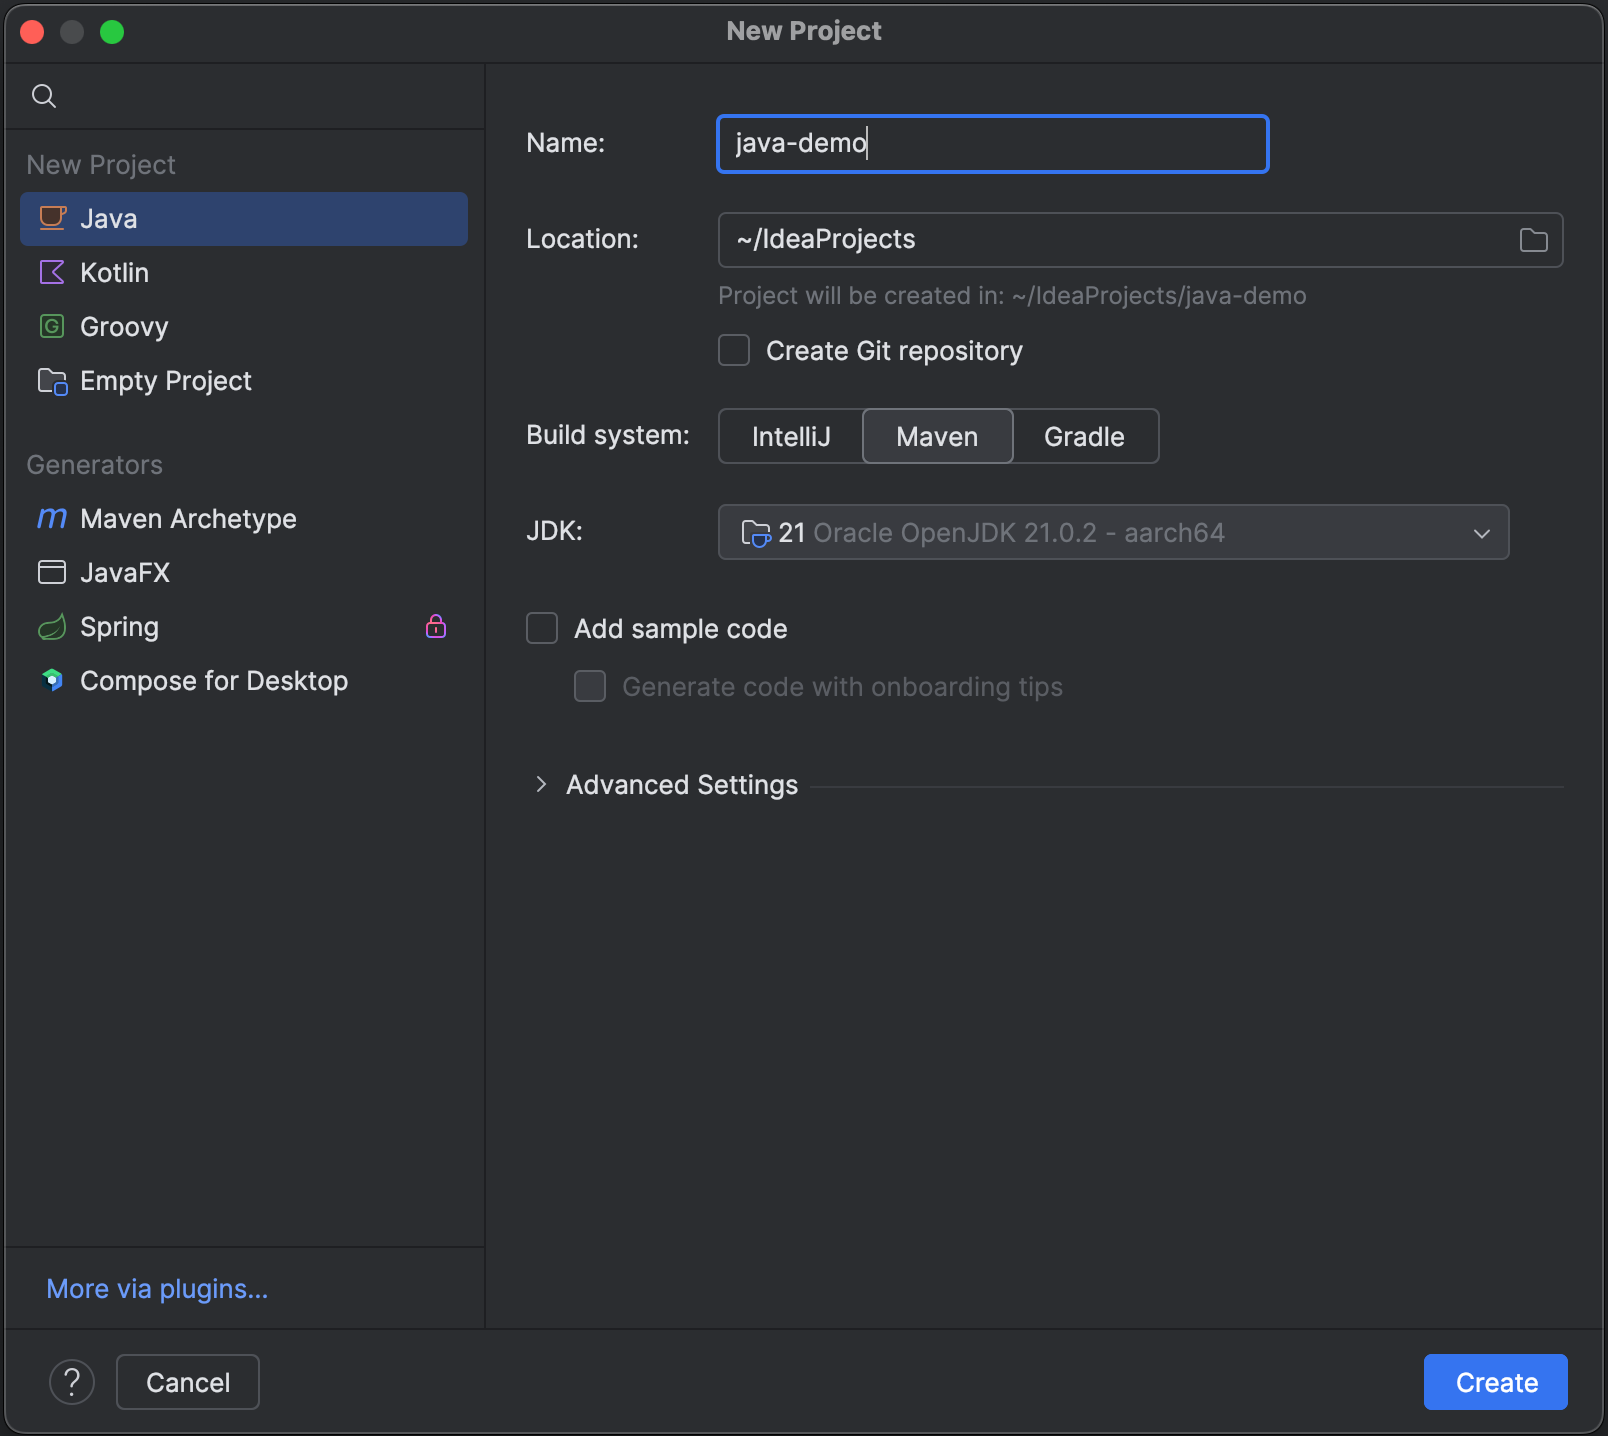 New Project
New Project
Java
Kotlin
G Groovy
Empty Project
Generators
m Maven Archetype
JavaFX
Spring
Compose for Desktop
More via plugins...
Name: java-demo
Location: ~/IdeaProjects
Project will be created in: ~/IdeaProjects/java-demo
Create Git repository
Build system: IntelliJ Maven Gradle
JDK: 21 Oracle OpenJDK 21.0.2 - aarch64
Add sample code
Generate code with onboarding tips
Advanced Settings
? Cancel Create